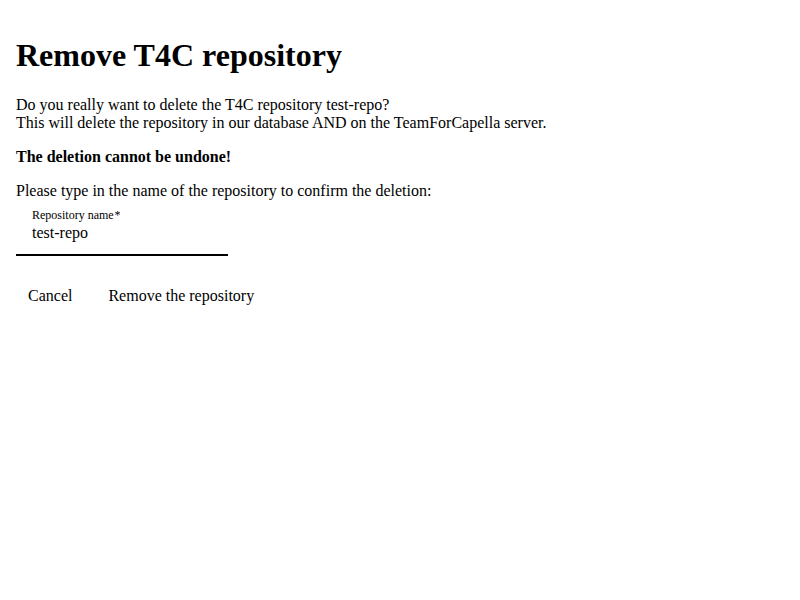 Remove T4C repository
Do you really want to delete the T4C repository test-repo?
This will delete the repository in our database AND on the TeamForCapella server.
The deletion cannot be undone!
Please type in the name of the repository to confirm the deletion:
Repository name*
test-repo
Cancel Remove the repository